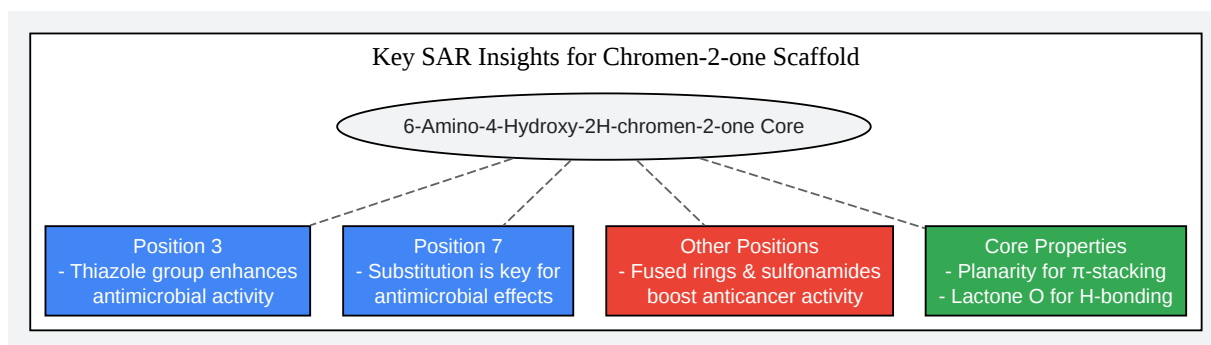 Key SAR Insights for Chromen-2-one Scaffold
6-Amino-4-Hydroxy-2H-chromen-2-one Core
Position 3
- Thiazole group enhances
antimicrobial activity
Position 7
- Substitution is key for
antimicrobial effects
Other Positions
- Fused rings & sulfonamides
boost anticancer activity
Core Properties
- Planarity for π-stacking
- Lactone O for H-bonding